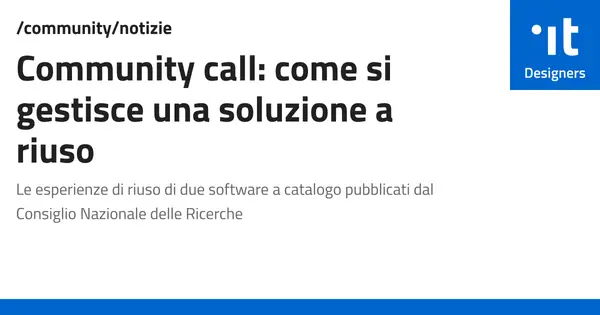 /community/notizie
Community call: come si
gestisce una soluzione a
riuso
Le esperienze di riuso di due software a catalogo pubblicati dal
Consiglio Nazionale delle Ricerche
it
Designers